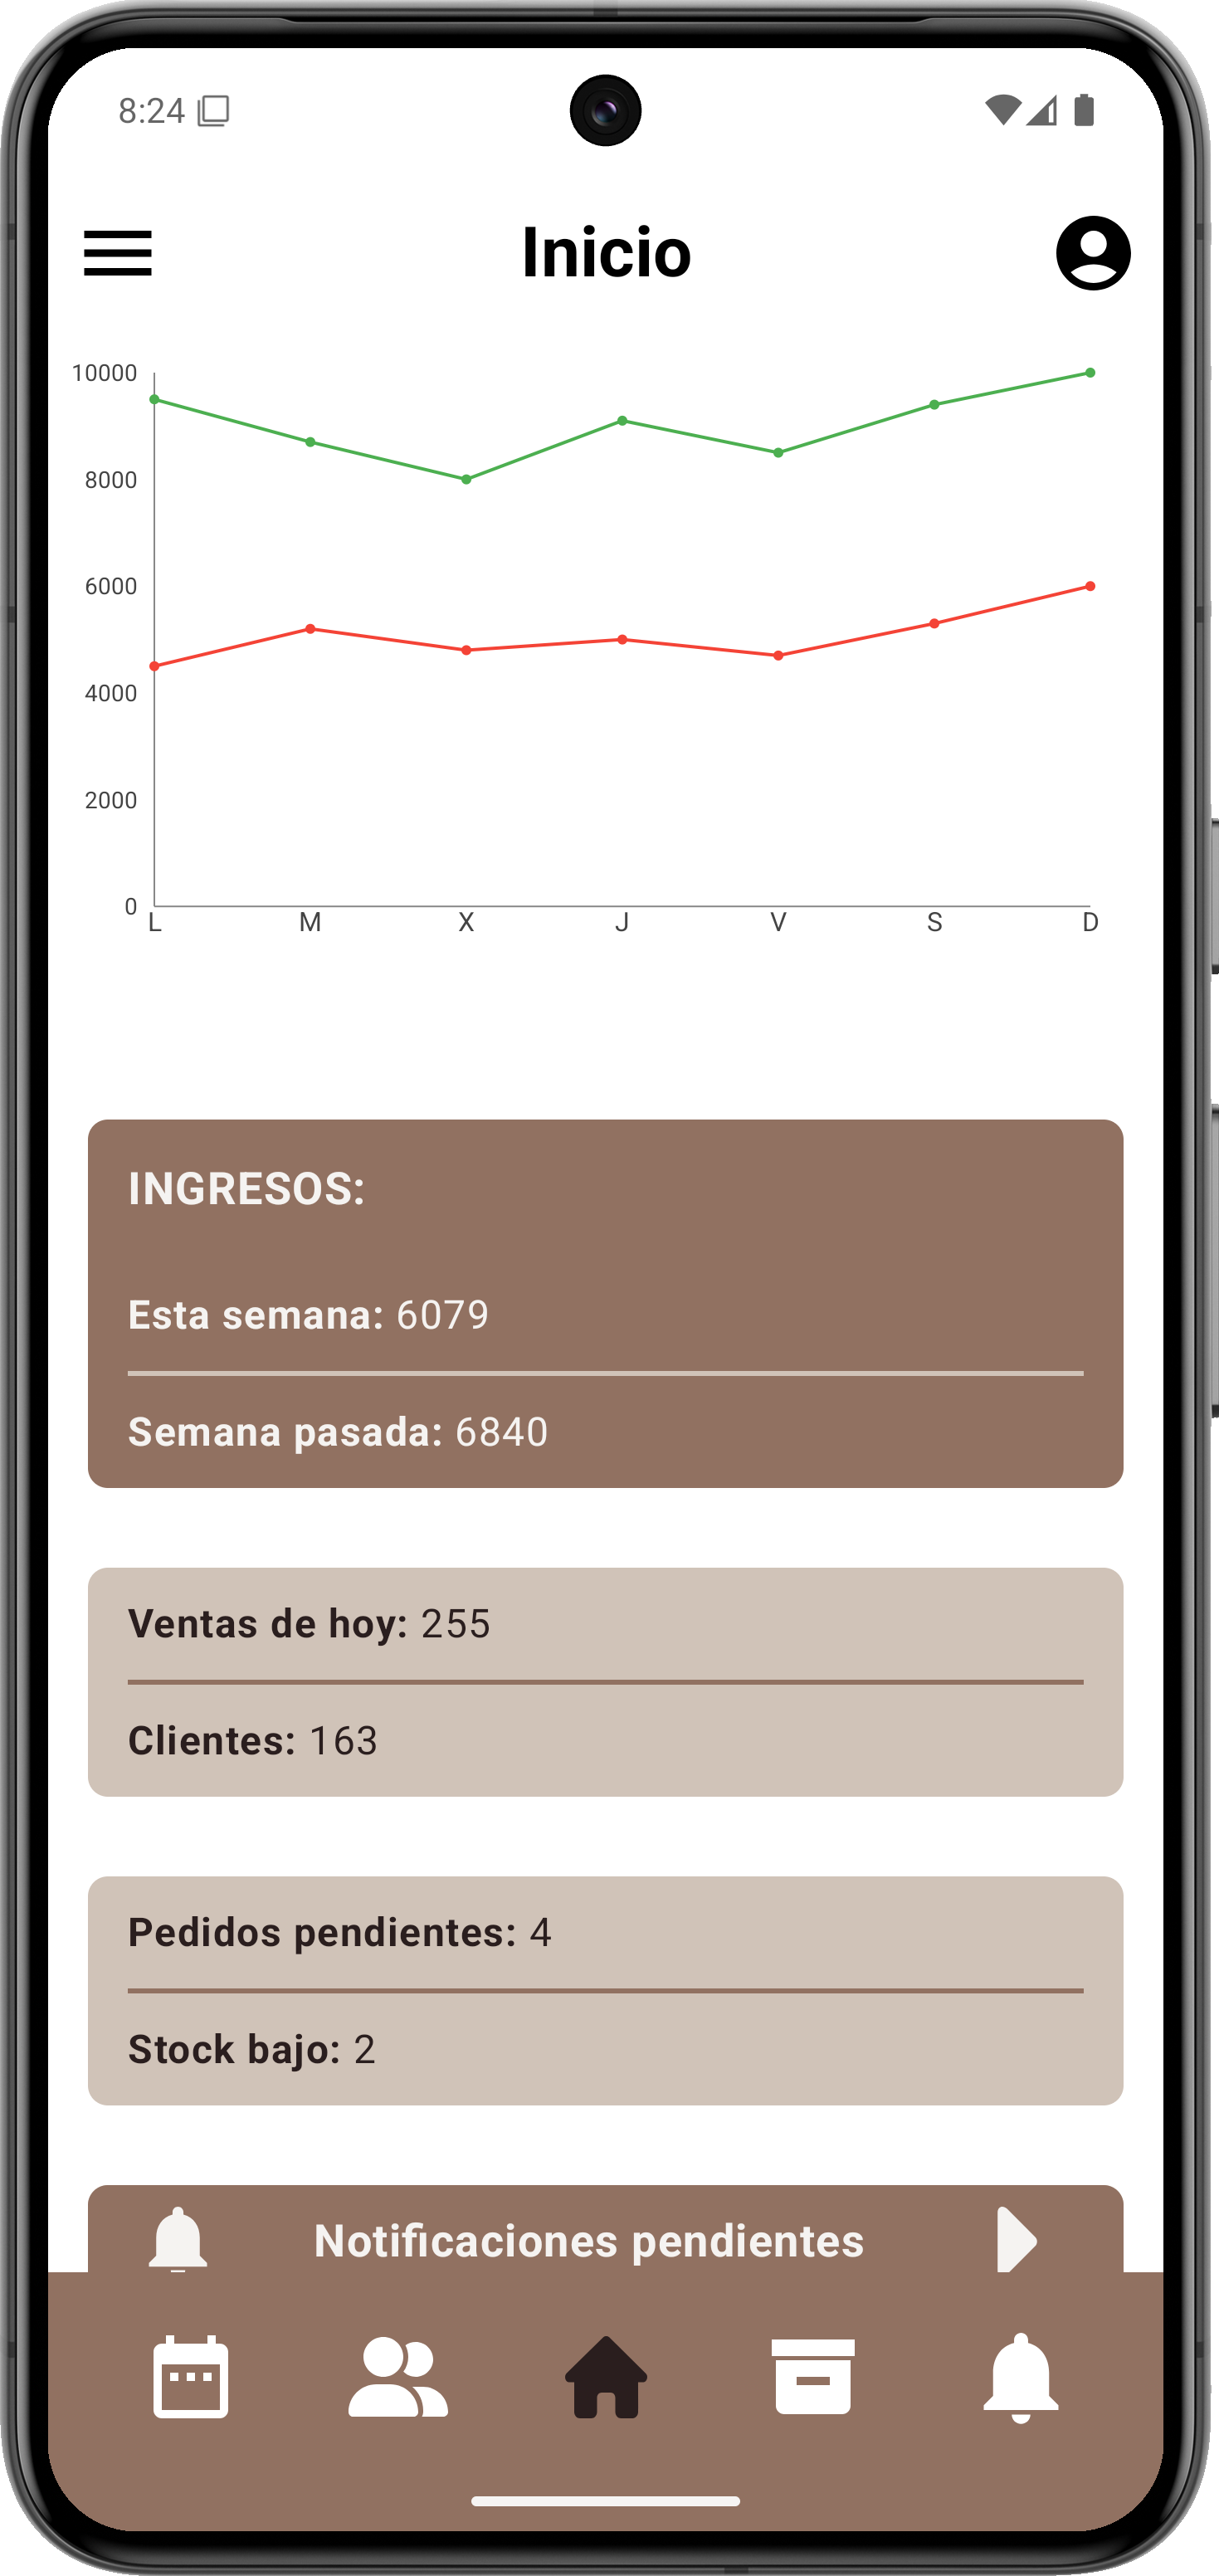 8:24
Inicio
10000
8000
6000
4000
2000
0
L M X J V S D
INGRESOS:
Esta semana: 6079
Semana pasada: 6840
Ventas de hoy: 255
Clientes: 163
Pedidos pendientes: 4
Stock bajo: 2
Notificaciones pendientes